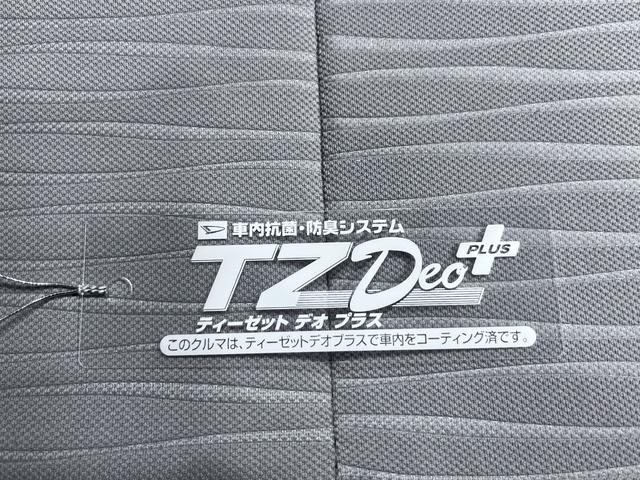 車内抗菌・防臭システム
TZ Deo PLUS
ティーゼット デオ プラス
このクルマは、ティーゼットデオプラスで車内をコーティング済です。